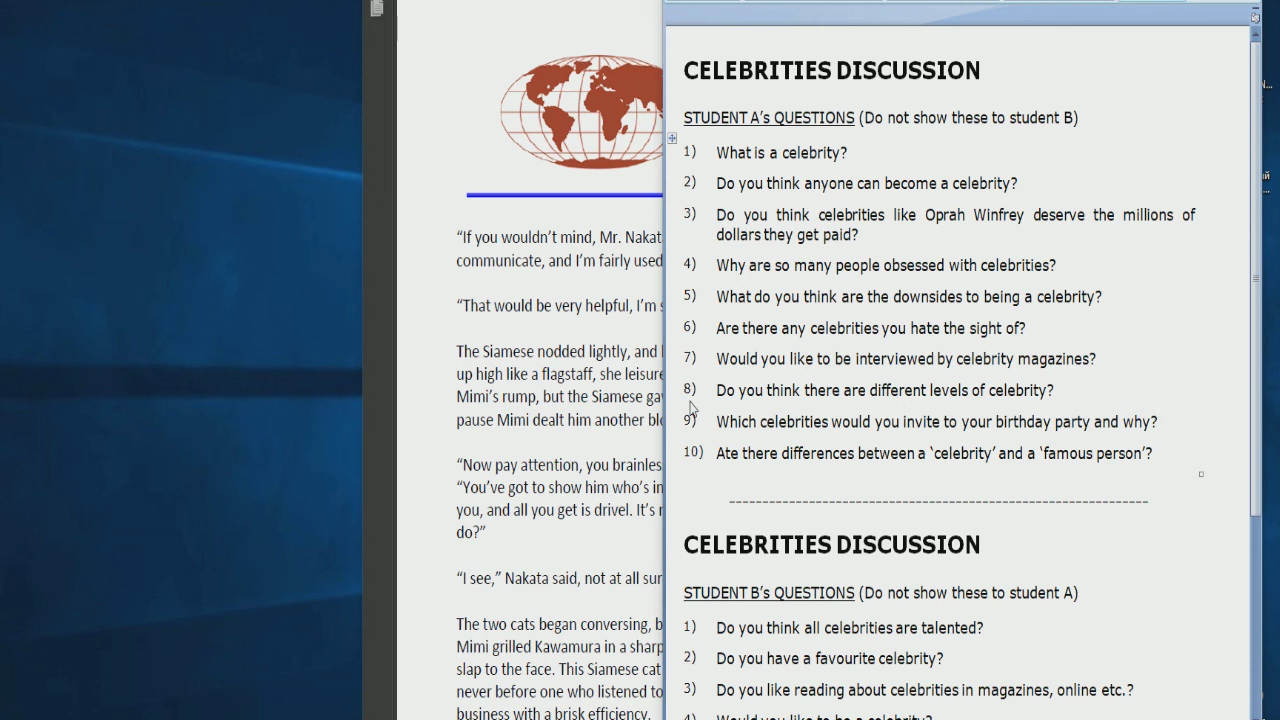 “If you wouldn’t mind, Mr. Nakat
communicate, and I’m fairly used
“That would be very helpful, I’m s
The Siamese nodded lightly, and
up high like a flagstaff, she leisure
Mimi’s rump, but the Siamese ga
pause Mimi dealt him another blo
“Now pay attention, you brainles
“You’ve got to show him who’s in
you, and all you get is drivel. It’s
do?”
“I see,” Nakata said, not at all sur
The two cats began conversing, b
Mimi grilled Kawamura in a sharp
slap to the face. This Siamese cat
never before one who listened to
business with a brisk efficiency.
CELEBRITIES DISCUSSION
STUDENT A’s QUESTIONS (Do not show these to student B)
1) What is a celebrity?
2) Do you think anyone can become a celebrity?
3) Do you think celebrities like Oprah Winfrey deserve the millions of
dollars they get paid?
4) Why are so many people obsessed with celebrities?
5) What do you think are the downsides to being a celebrity?
6) Are there any celebrities you hate the sight of?
7) Would you like to be interviewed by celebrity magazines?
8) Do you think there are different levels of celebrity?
9) Which celebrities would you invite to your birthday party and why?
10) Ate there differences between a ‘celebrity’ and a ‘famous person’?
CELEBRITIES DISCUSSION
STUDENT B’s QUESTIONS (Do not show these to student A)
1) Do you think all celebrities are talented?
2) Do you have a favourite celebrity?
3) Do you like reading about celebrities in magazines, online etc.?
4) Would you like to be a celebrity?